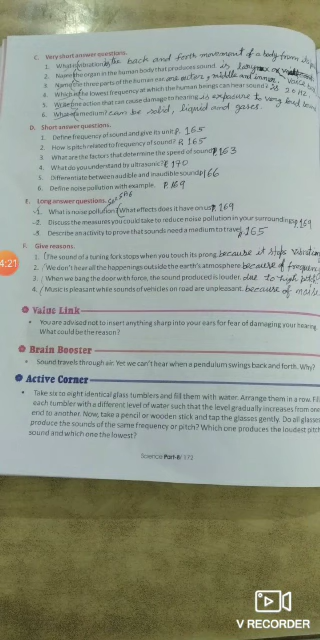 C. Very short answer questions.
1. What is vibration? is the back and forth movement of a body from
2. Name the organ in the human body that produces sound. is
3. Name the three parts of the human ear. are outer, middle and inner.
4. Which is the lowest frequency at which the human beings can hear sound? is 20 Hz
5. Write one action that can cause damage to hearing. is exposure to very loud sound
6. What is a medium? can be solid, liquid and gases.
D. Short answer questions.
1. Define frequency of sound and give its unit. P. 165
2. How is pitch related to frequency of sound? P. 165
3. What are the factors that determine the speed of sound? P. 163
4. What do you understand by ultrasonic? P. 170
5. Differentiate between audible and inaudible sounds. P. 166
6. Define noise pollution with example. P. 169
E. Long answer questions.
1. What is noise pollution? What effects does it have on us? P. 169
2. Discuss the measures you could take to reduce noise pollution in your surroundings. P. 169
3. Describe an activity to prove that sounds need a medium to travel. P. 165
F. Give reasons.
1. The sound of a tuning fork stops when you touch its prong. because it stops vibration
2. We don't hear all the happenings outside the earth's atmosphere. because of
3. When we bang the door with force, the sound produced is louder. due to high
4. Music is pleasant while sounds of vehicles on road are unpleasant. because of
4:21
Value Link
• You are advised not to insert anything sharp into your ears for fear of damaging your hearing.
What could be the reason?
Brain Booster
• Sound travels through air. Yet we can't hear when a pendulum swings back and forth. Why?
Active Corner
• Take six to eight identical glass tumblers and fill them with water. Arrange them in a row. Fill
each tumbler with a different level of water such that the level gradually increases from one
end to another. Now, take a pencil or wooden stick and tap the glasses gently. Do all glasses
produce the sounds of the same frequency or pitch? Which one produces the loudest pitch
sound and which one the lowest?
Science Part-6/172
V RECORDER